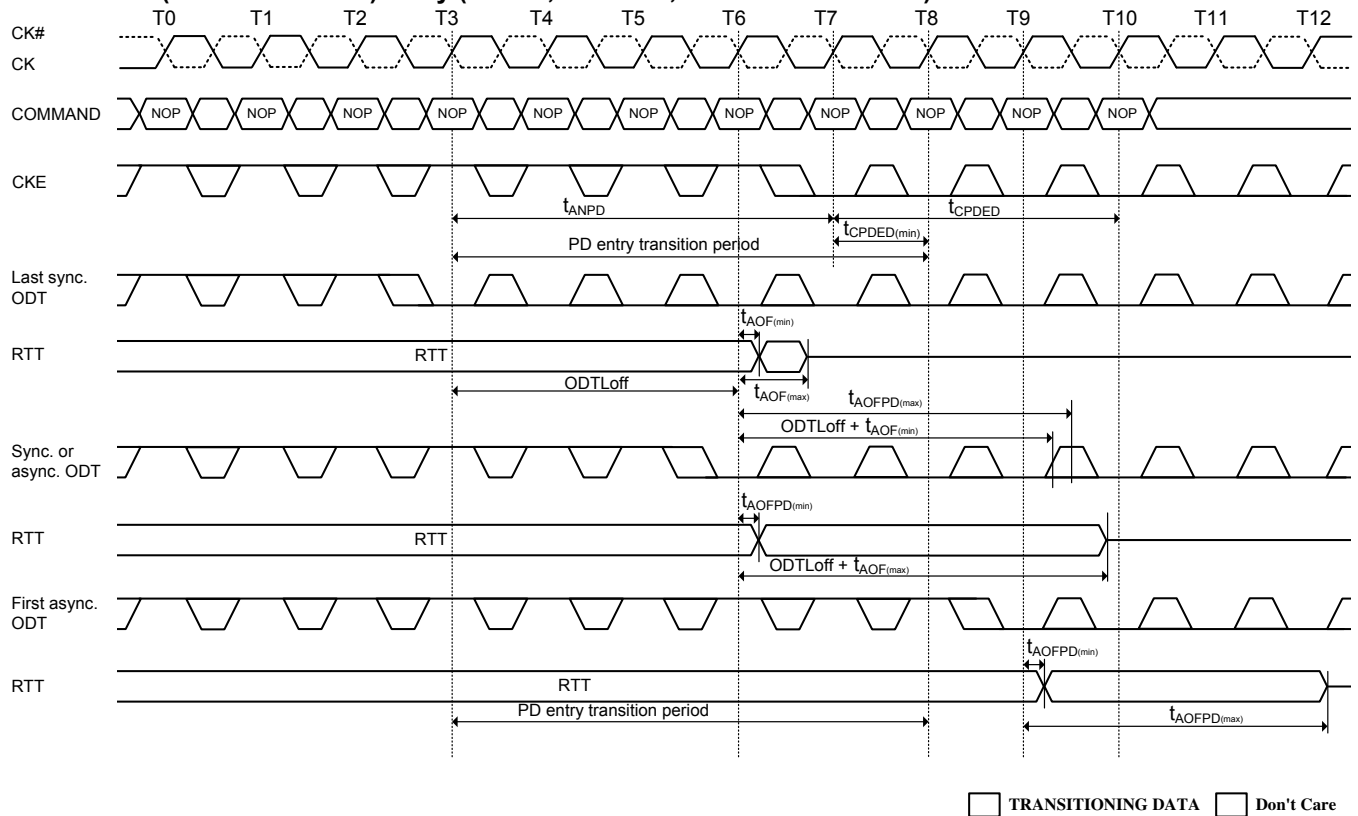 T0 T1 T2 T3 T4 T5 T6 T7 T8 T9 T10 T11 T12
CK#
CK
COMMAND
NOP NOP NOP NOP NOP NOP NOP NOP NOP NOP NOP
CKE
tANPD tCPDED
tCPDED(min)
PD entry transition period
Last sync.
ODT
tAOF(min)
RTT
RTT
ODTLoff
tAOF(max)
tAOFPD(max)
ODTLoff + tAOF(min)
Sync. or
async. ODT
tAOFPD(min)
RTT
RTT
ODTLoff + tAOF(max)
First async.
ODT
tAOFPD(min)
RTT
RTT
PD entry transition period
tAOFPD(max)
TRANSITIONING DATA Don't Care